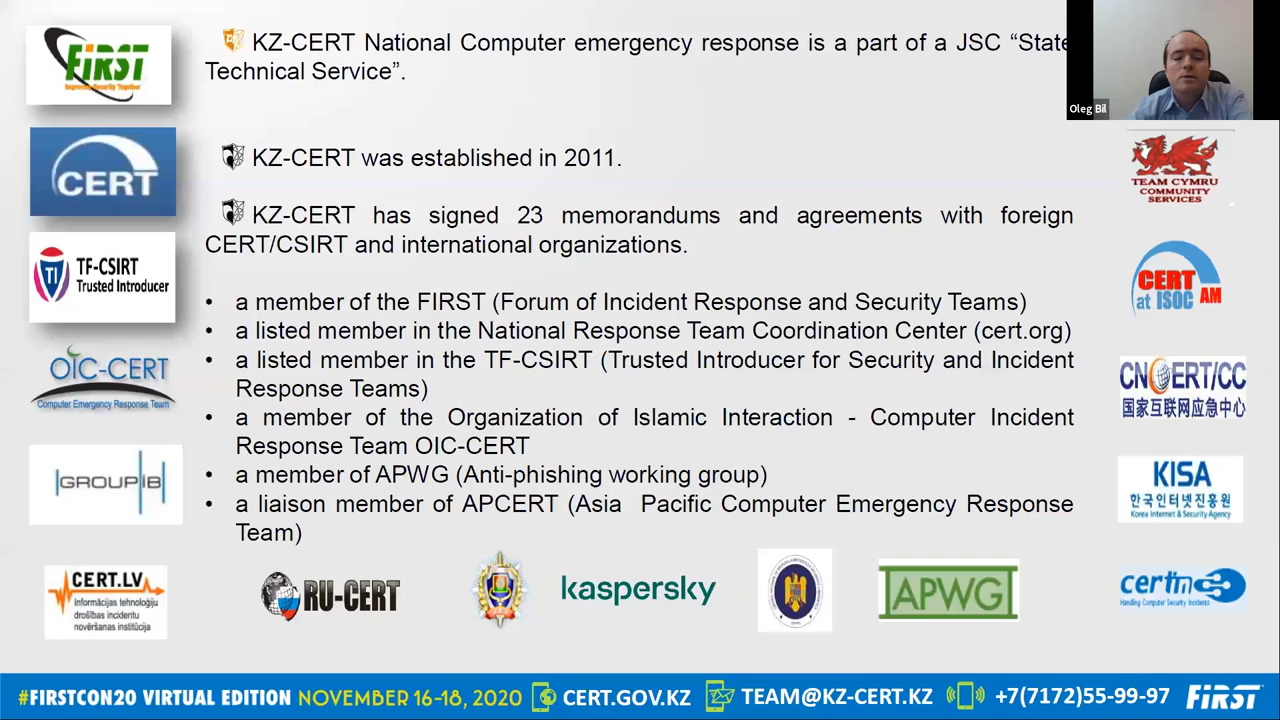 FIRST
Improving Security Together
KZ-CERT National Computer emergency response is a part of a JSC “State
Technical Service”.
Oleg Bil
CERT
KZ-CERT was established in 2011.
TEAM CYMRU
COMMUNITY
SERVICES
KZ-CERT has signed 23 memorandums and agreements with foreign
CERT/CSIRT and international organizations.
TI
TF-CSIRT
Trusted Introducer
CERT
at ISOC AM
• a member of the FIRST (Forum of Incident Response and Security Teams)
• a listed member in the National Response Team Coordination Center (cert.org)
• a listed member in the TF-CSIRT (Trusted Introducer for Security and Incident
Response Teams)
• a member of the Organization of Islamic Interaction - Computer Incident
Response Team OIC-CERT
• a member of APWG (Anti-phishing working group)
• a liaison member of APCERT (Asia Pacific Computer Emergency Response
Team)
OIC-CERT
Computer Emergency Response Team
CNCERT/CC
国家互联网应急中心
GROUP IB
KISA
한국인터넷진흥원
Korea Internet & Security Agency
CERT.LV
Informācijas tehnoloģiju
drošības incidentu
novēršanas institūcija
RU-CERT
kaspersky
APWG
certin
Handling Computer Security Incidents
#FIRSTCON20 VIRTUAL EDITION NOVEMBER 16-18, 2020 CERT.GOV.KZ TEAM@KZ-CERT.KZ +7(7172)55-99-97 FIRST